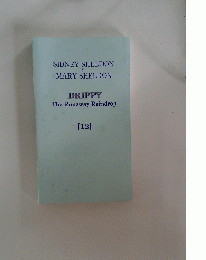 SIDNEY SHELDON
MARY SHELDON
DRIPPY
The Runaway Raindrop
[12]